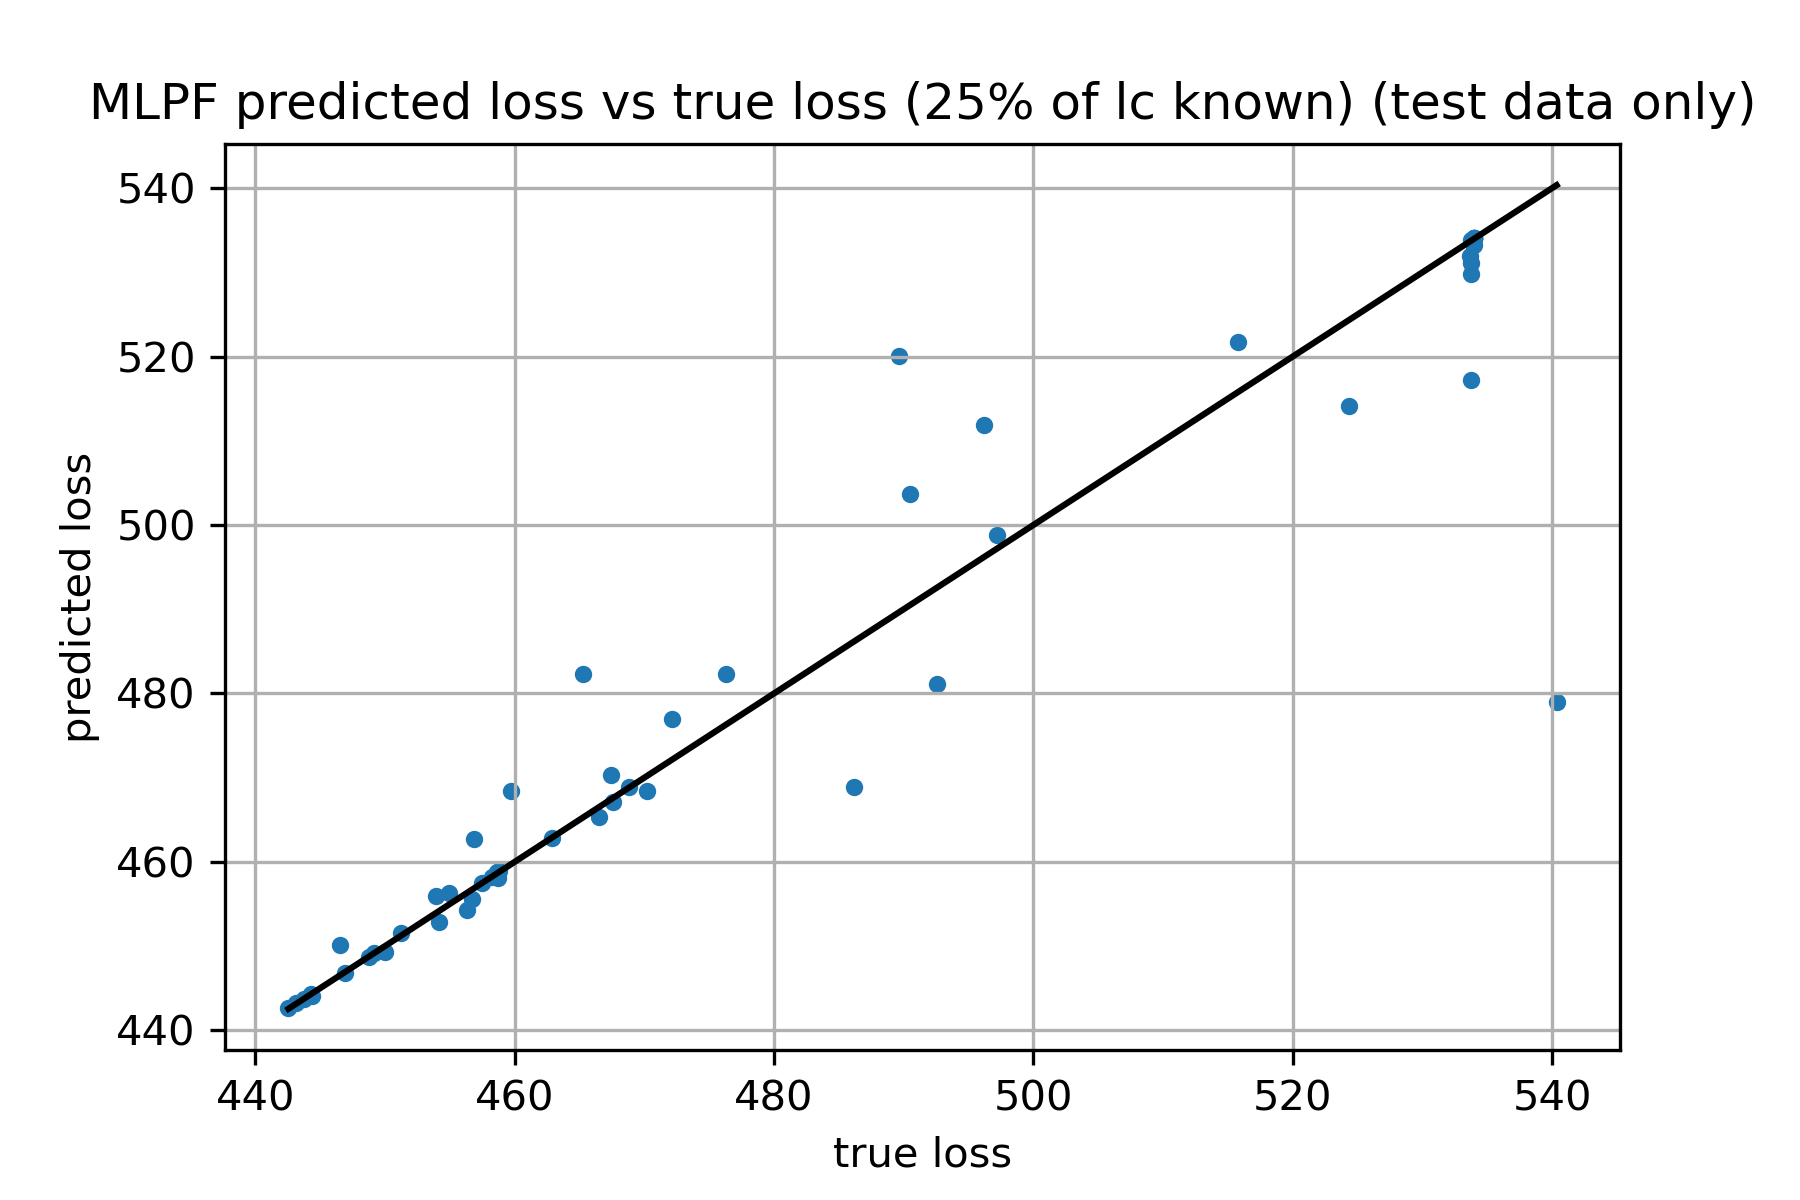 MLPF predicted loss vs true loss (25% of lc known) (test data only)
predicted loss
540
520
500
480
460
440
440 460 480 500 520 540
true loss